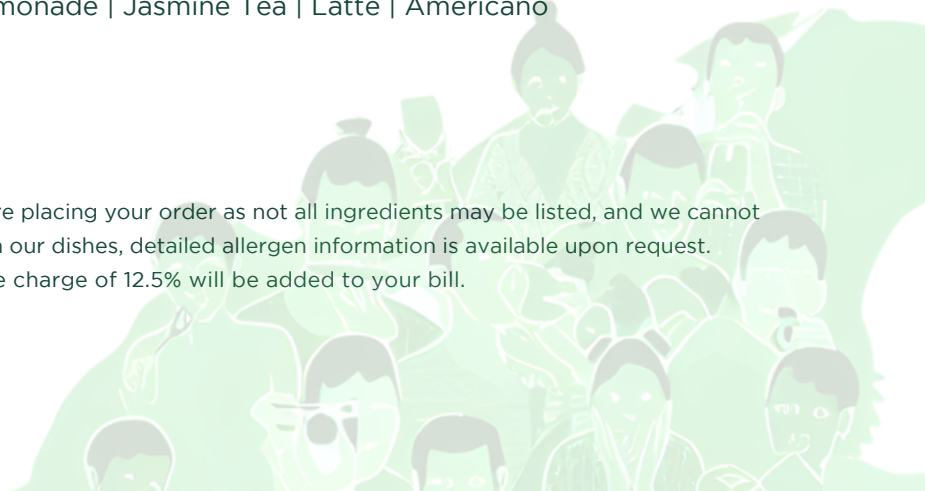 monade | Jasmine Tea | Latte | Americano
e placing your order as not all ingredients may be listed, and we cannot
our dishes, detailed allergen information is available upon request.
e charge of 12.5% will be added to your bill.